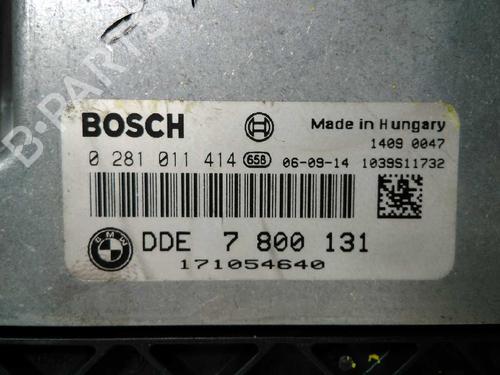 B-PARTS
BOSCH
Made in Hungary
1409 0047
0 281 011 414 658 06-09-14 1039S11732
BMW
DDE 7 800 131
171054640